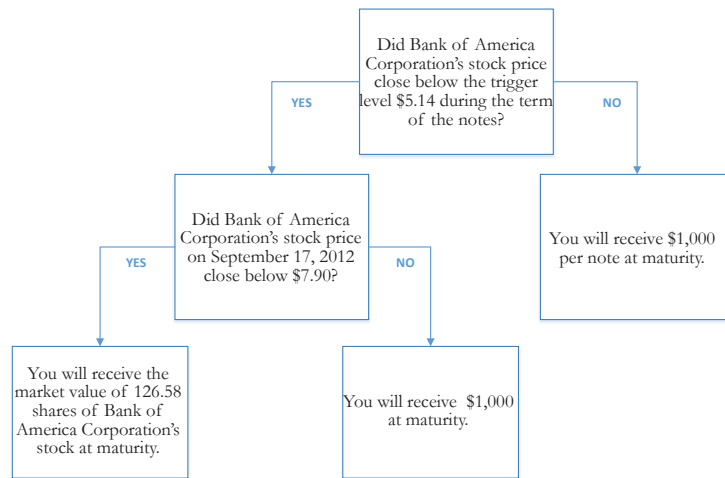 Did Bank of America
Corporation's stock price
close below the trigger
level $5.14 during the term
of the notes?
YES
NO
Did Bank of America
Corporation's stock price
on September 17, 2012
close below $7.90?
You will receive $1,000
per note at maturity.
YES
NO
You will receive the
market value of 126.58
shares of Bank of
America Corporation's
stock at maturity.
You will receive $1,000
at maturity.